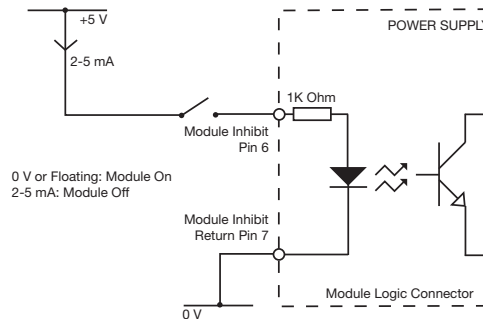 +5 V
POWER SUPPLY
2-5 mA
1K Ohm
Module Inhibit
Pin 6
0 V or Floating: Module On
2-5 mA: Module Off
Module Inhibit
Return Pin 7
Module Logic Connector
0 V